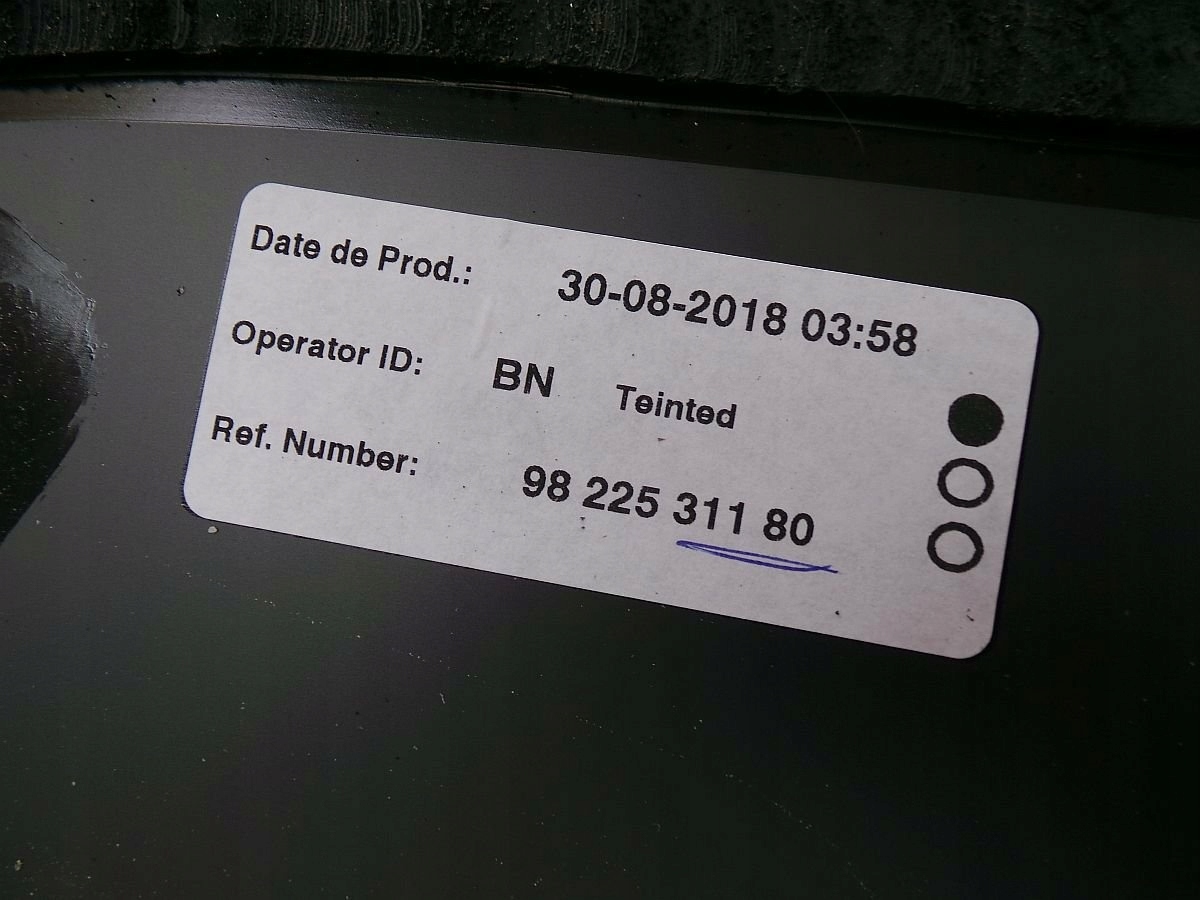 Date de Prod.: 30-08-2018 03:58
Operator ID: BN Teinted
Ref. Number: 98 225 311 80